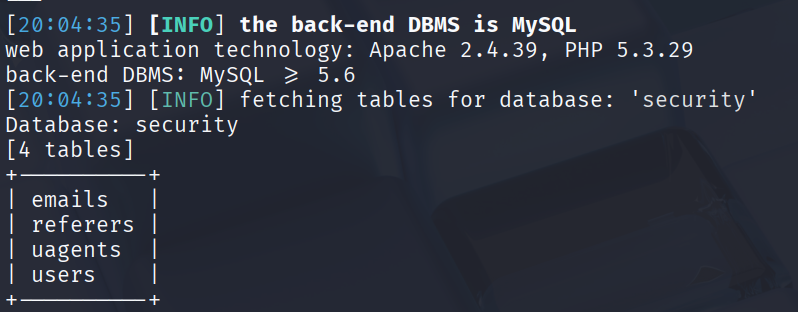 [20:04:35] [INFO] the back-end DBMS is MySQL
web application technology: Apache 2.4.39, PHP 5.3.29
back-end DBMS: MySQL ≥ 5.6
[20:04:35] [INFO] fetching tables for database: 'security'
Database: security
[4 tables]
+----------+
| emails   |
| referers |
| uagents  |
| users    |
+----------+